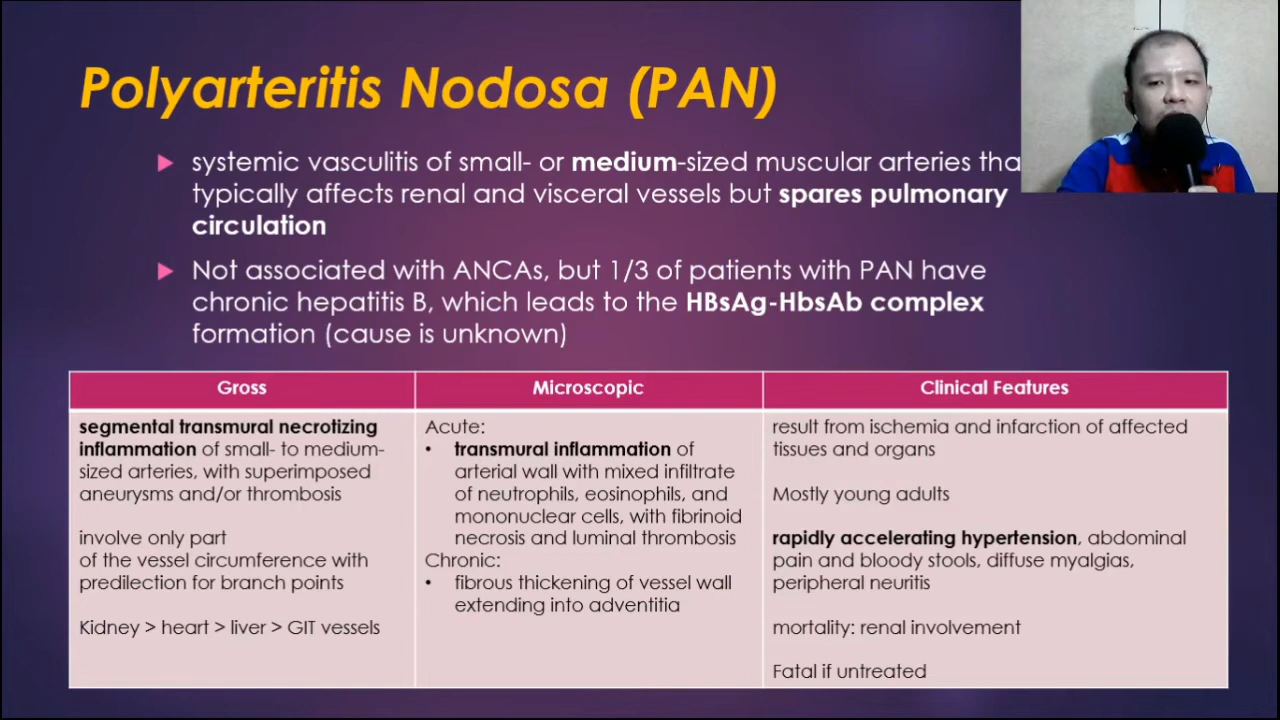 Polyarteritis Nodosa (PAN)
systemic vasculitis of small- or medium-sized muscular arteries
typically affects renal and visceral vessels but spares pulmonary
circulation
Not associated with ANCAs, but 1/3 of patients with PAN have
chronic hepatitis B, which leads to the HBsAg-HbsAb complex
formation (cause is unknown)
Gross
segmental transmural necrotizing
inflammation of small- to medium-
sized arteries, with superimposed
aneurysms and/or thrombosis
involve only part
of the vessel circumference with
predilection for branch points
Kidney > heart > liver > GIT vessels
Microscopic
Acute:
• transmural inflammation of
arterial wall with mixed infiltrate
of neutrophils, eosinophils, and
mononuclear cells, with fibrinoid
necrosis and luminal thrombosis
Chronic:
• fibrous thickening of vessel wall
extending into adventitia
Clinical Features
result from ischemia and infarction of affected
tissues and organs
Mostly young adults
rapidly accelerating hypertension, abdominal
pain and bloody stools, diffuse myalgias,
peripheral neuritis
mortality: renal involvement
Fatal if untreated